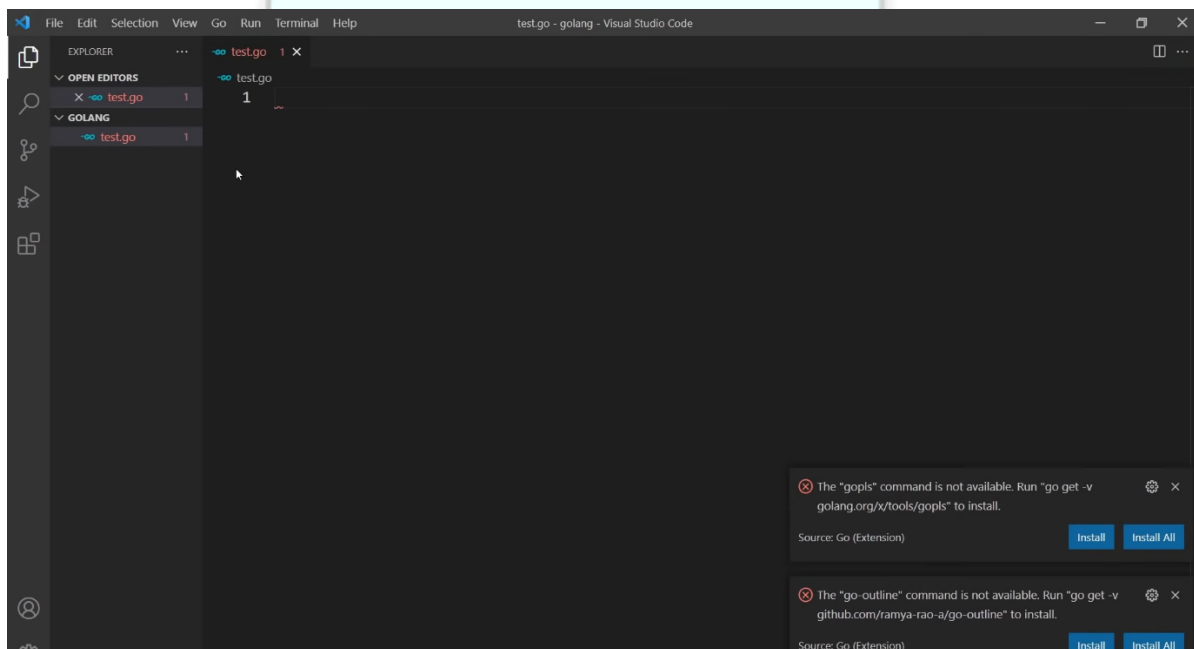 File Edit Selection View Go Run Terminal Help
test.go - golang - Visual Studio Code
EXPLORER ...
test.go 1
OPEN EDITORS
test.go
test.go 1
1
GOLANG
test.go 1
The "gopls" command is not available. Run "go get -v
golang.org/x/tools/gopls" to install.
Source: Go (Extension)
Install Install All
The "go-outline" command is not available. Run "go get -v
github.com/ramya-rao-a/go-outline" to install.
Source: Go (Extension)
Install Install All